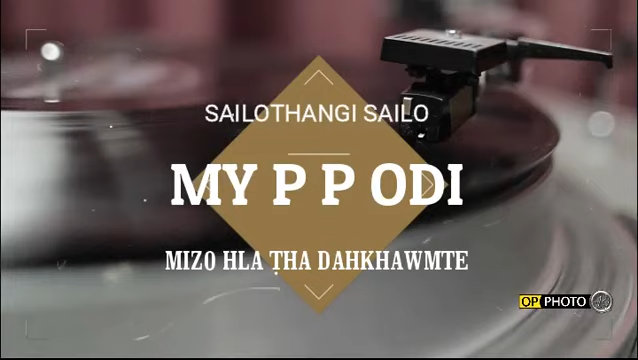 SAILOTHANGI SAILO
MY P P ODI
MIZO HLA ṬHA DAHKHAWMTE
OP PHOTO